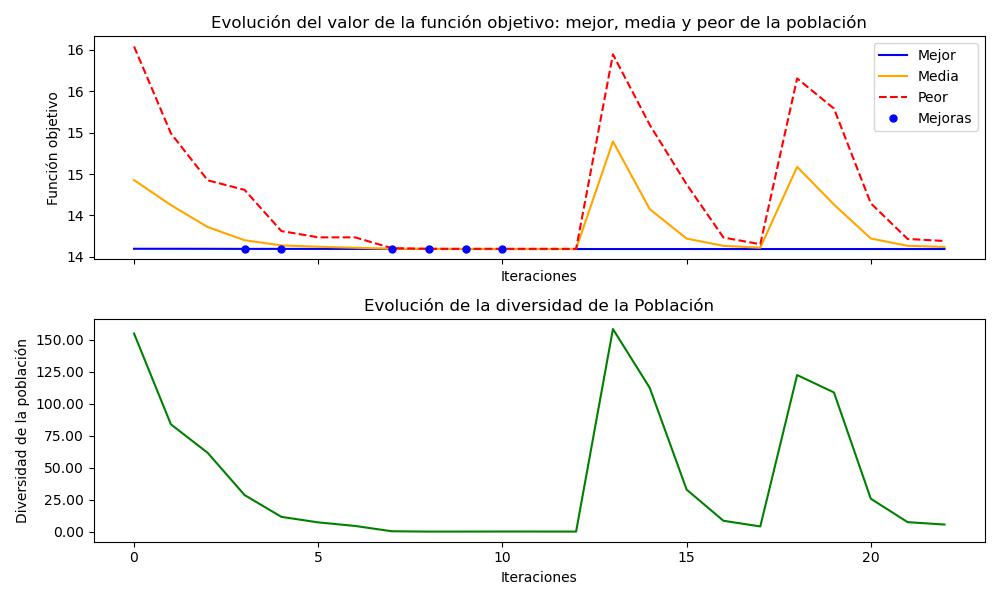 Evolución del valor de la función objetivo: mejor, media y peor de la población
Función objetivo
16
16
15
15
14
14
Mejor
Media
Peor
Mejoras
Iteraciones
Evolución de la diversidad de la Población
Diversidad de la población
150.00
125.00
100.00
75.00
50.00
25.00
0.00
0 5 10 15 20
Iteraciones